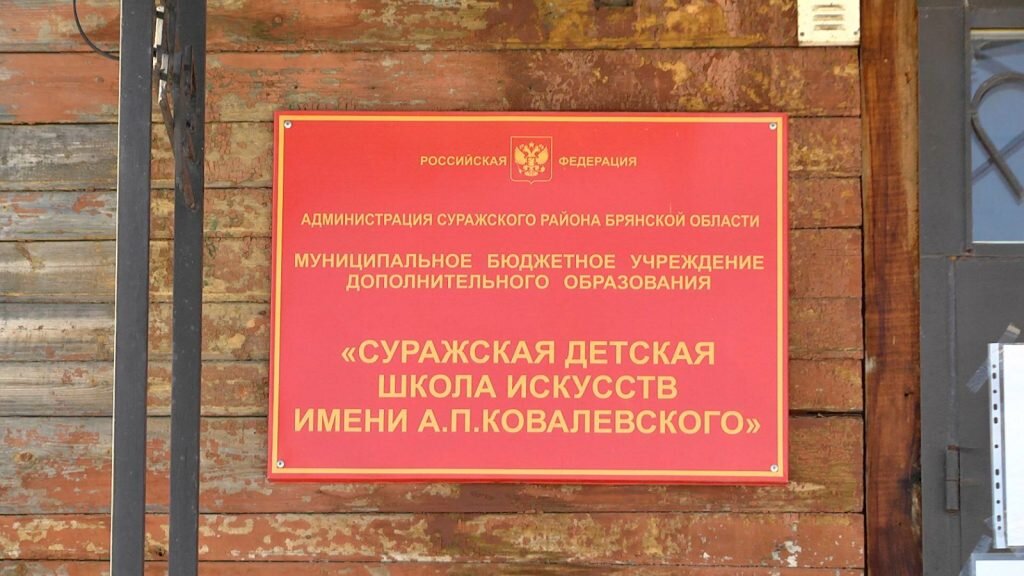 РОССИЙСКАЯ ФЕДЕРАЦИЯ
АДМИНИСТРАЦИЯ СУРАЖСКОГО РАЙОНА БРЯНСКОЙ ОБЛАСТИ
МУНИЦИПАЛЬНОЕ БЮДЖЕТНОЕ УЧРЕЖДЕНИЕ
ДОПОЛНИТЕЛЬНОГО ОБРАЗОВАНИЯ
«СУРАЖСКАЯ ДЕТСКАЯ
ШКОЛА ИСКУССТВ
ИМЕНИ А.П.КОВАЛЕВСКОГО»